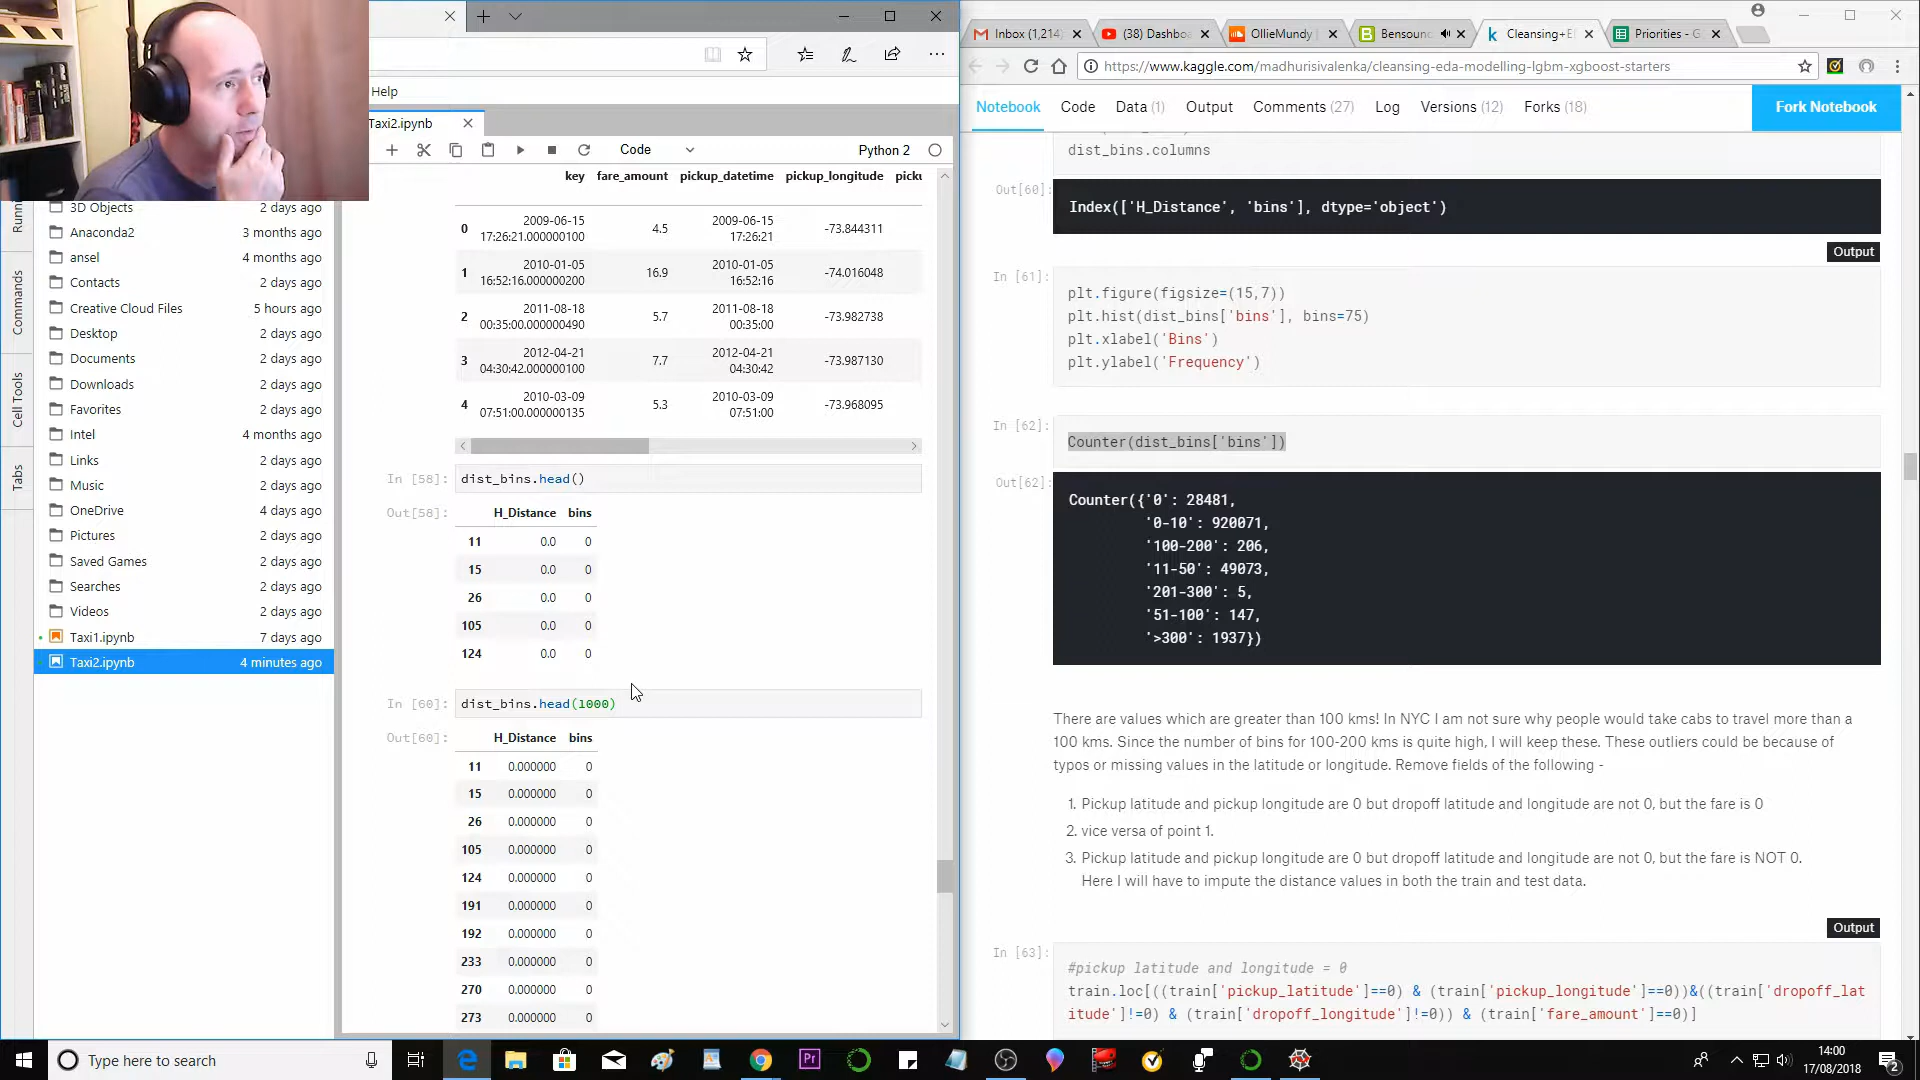 Help
Taxi2.ipynb
Code
Python 2
key fare_amount pickup_datetime pickup_longitude picku
0 2009-06-15 17:26:21.000000100 4.5 2009-06-15 17:26:21 -73.844311
1 2010-01-05 16:52:16.000000200 16.9 2010-01-05 16:52:16 -74.016048
2 2011-08-18 00:35:00.000000490 5.7 2011-08-18 00:35:00 -73.982738
3 2012-04-21 04:30:42.000000100 7.7 2012-04-21 04:30:42 -73.987130
4 2010-03-09 07:51:00.000000135 5.3 2010-03-09 07:51:00 -73.968095
In [58]: dist_bins.head()
Out[58]:
H_Distance bins
11 0.0 0
15 0.0 0
26 0.0 0
105 0.0 0
124 0.0 0
In [60]: dist_bins.head(1000)
Out[60]:
H_Distance bins
11 0.000000 0
15 0.000000 0
26 0.000000 0
105 0.000000 0
124 0.000000 0
191 0.000000 0
192 0.000000 0
233 0.000000 0
270 0.000000 0
273 0.000000 0
Runn
Commands
Cell Tools
Tabs
3D Objects 2 days ago
Anaconda2 3 months ago
ansel 4 months ago
Contacts 2 days ago
Creative Cloud Files 5 hours ago
Desktop 2 days ago
Documents 2 days ago
Downloads 2 days ago
Favorites 2 days ago
Intel 4 months ago
Links 2 days ago
Music 2 days ago
OneDrive 4 days ago
Pictures 2 days ago
Saved Games 2 days ago
Searches 2 days ago
Videos 2 days ago
Taxi1.ipynb 7 days ago
Taxi2.ipynb 4 minutes ago
Inbox (1,214)
(38) Dashbo
OllieMundy |
Bensoun
Cleansing+E
Priorities - G
https://www.kaggle.com/madhurisivalenka/cleansing-eda-modelling-lgbm-xgboost-starters
Notebook Code Data (1) Output Comments (27) Log Versions (12) Forks (18) Fork Notebook
dist_bins.columns
Out[60]:
Index(['H_Distance', 'bins'], dtype='object')
Output
In [61]:
plt.figure(figsize=(15,7))
plt.hist(dist_bins['bins'], bins=75)
plt.xlabel('Bins')
plt.ylabel('Frequency')
In [62]:
Counter(dist_bins['bins'])
Out[62]:
Counter({'0': 28481,
'0-10': 920071,
'100-200': 206,
'11-50': 49073,
'201-300': 5,
'51-100': 147,
'>300': 1937})
There are values which are greater than 100 kms! In NYC I am not sure why people would take cabs to travel more than a
100 kms. Since the number of bins for 100-200 kms is quite high, I will keep these. These outliers could be because of
typos or missing values in the latitude or longitude. Remove fields of the following -
1. Pickup latitude and pickup longitude are 0 but dropoff latitude and longitude are not 0, but the fare is 0
2. vice versa of point 1.
3. Pickup latitude and pickup longitude are 0 but dropoff latitude and longitude are not 0, but the fare is NOT 0.
Here I will have to impute the distance values in both the train and test data.
Output
In [63]:
#pickup latitude and longitude = 0
train.loc[((train['pickup_latitude']==0) & (train['pickup_longitude']==0))&((train['dropoff_lat
itude']!=0) & (train['dropoff_longitude']!=0)) & (train['fare_amount']==0)]
Type here to search
Pr
14:00
17/08/2018
2